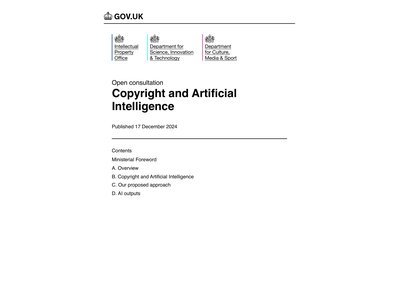 GOV.UK
Intellectual
Property
Office
Department for
Science, Innovation
& Technology
Department
for Culture,
Media & Sport
Open consultation
Copyright and Artificial
Intelligence
Published 17 December 2024
Contents
Ministerial Foreword
A. Overview
B. Copyright and Artificial Intelligence
C. Our proposed approach
D. AI outputs